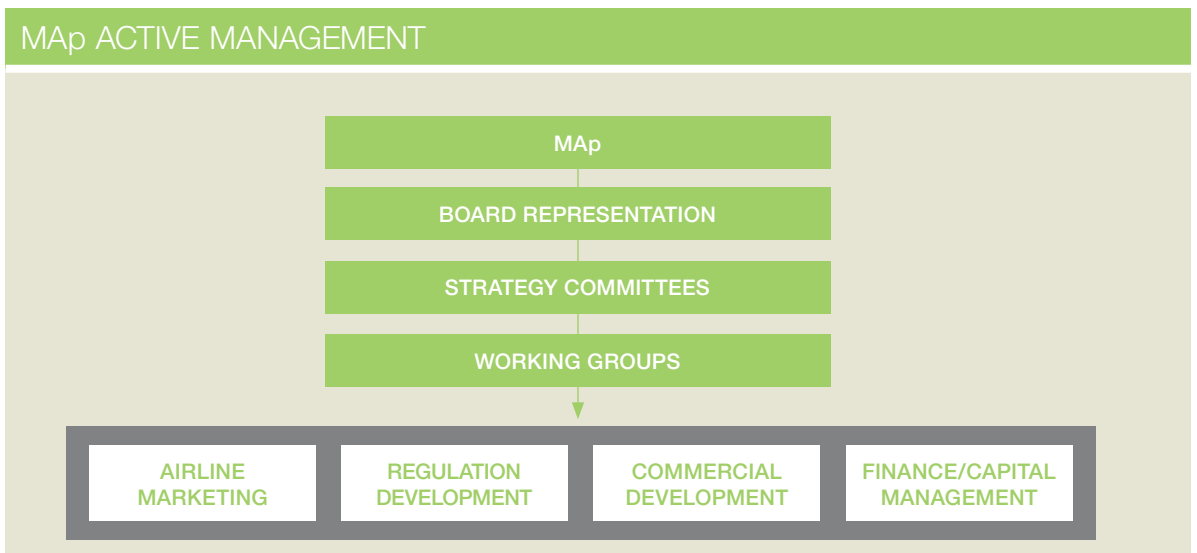 MAp ACTIVE MANAGEMENT
MAp
BOARD REPRESENTATION
STRATEGY COMMITTEES
WORKING GROUPS
AIRLINE
MARKETING
REGULATION
DEVELOPMENT
COMMERCIAL
DEVELOPMENT
FINANCE/CAPITAL
MANAGEMENT